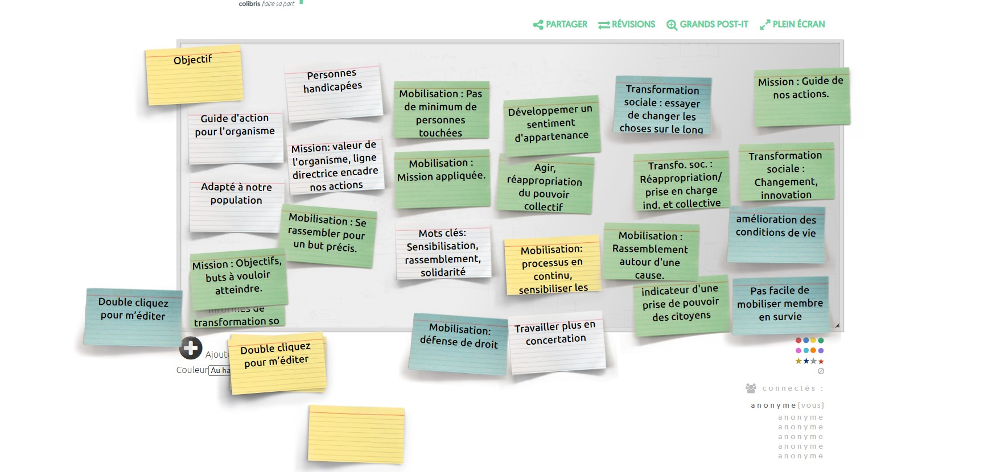 colibris faire sa part
PARTAGER
RÉVISIONS
GRANDS POST-IT
PLEIN ÉCRAN
Objectif
Personnes
handicapées
Mobilisation : Pas
de minimum de
personnes
touchées
Développemer un
sentiment
d'appartenance
Transformation
sociale : essayer
de changer les
choses sur le long
Mission : Guide de
nos actions.
Guide d'action
pour l'organisme
Mission: valeur de
l'organisme, ligne
directrice encadre
nos actions
Mobilisation :
Mission appliquée.
Agir,
réappropriation
du pouvoir
collectif
Transfo. soc. :
Réappropriation/
prise en charge
ind. et collective
Transformation
sociale :
Changement,
innovation
Adapté à notre
population
Mobilisation : Se
rassembler pour
un but précis.
Mots clés:
Sensibilisation,
rassemblement,
solidarité
Mobilisation:
processus en
continu,
sensibiliser les
Mobilisation :
Rassemblement
autour d'une
cause.
amélioration des
conditions de vie
Mission : Objectifs,
buts à vouloir
atteindre.
informés de
transformation so
indicateur d'une
prise de pouvoir
des citoyens
Pas facile de
mobiliser membre
en survie
Double cliquez
pour m'éditer
Mobilisation:
défense de droit
Travailler plus en
concertation
Ajoute
Couleur Au ha
Double cliquez
pour m'éditer
connectés :
anonyme(vous)
anonyme
anonyme
anonyme
anonyme
anonyme